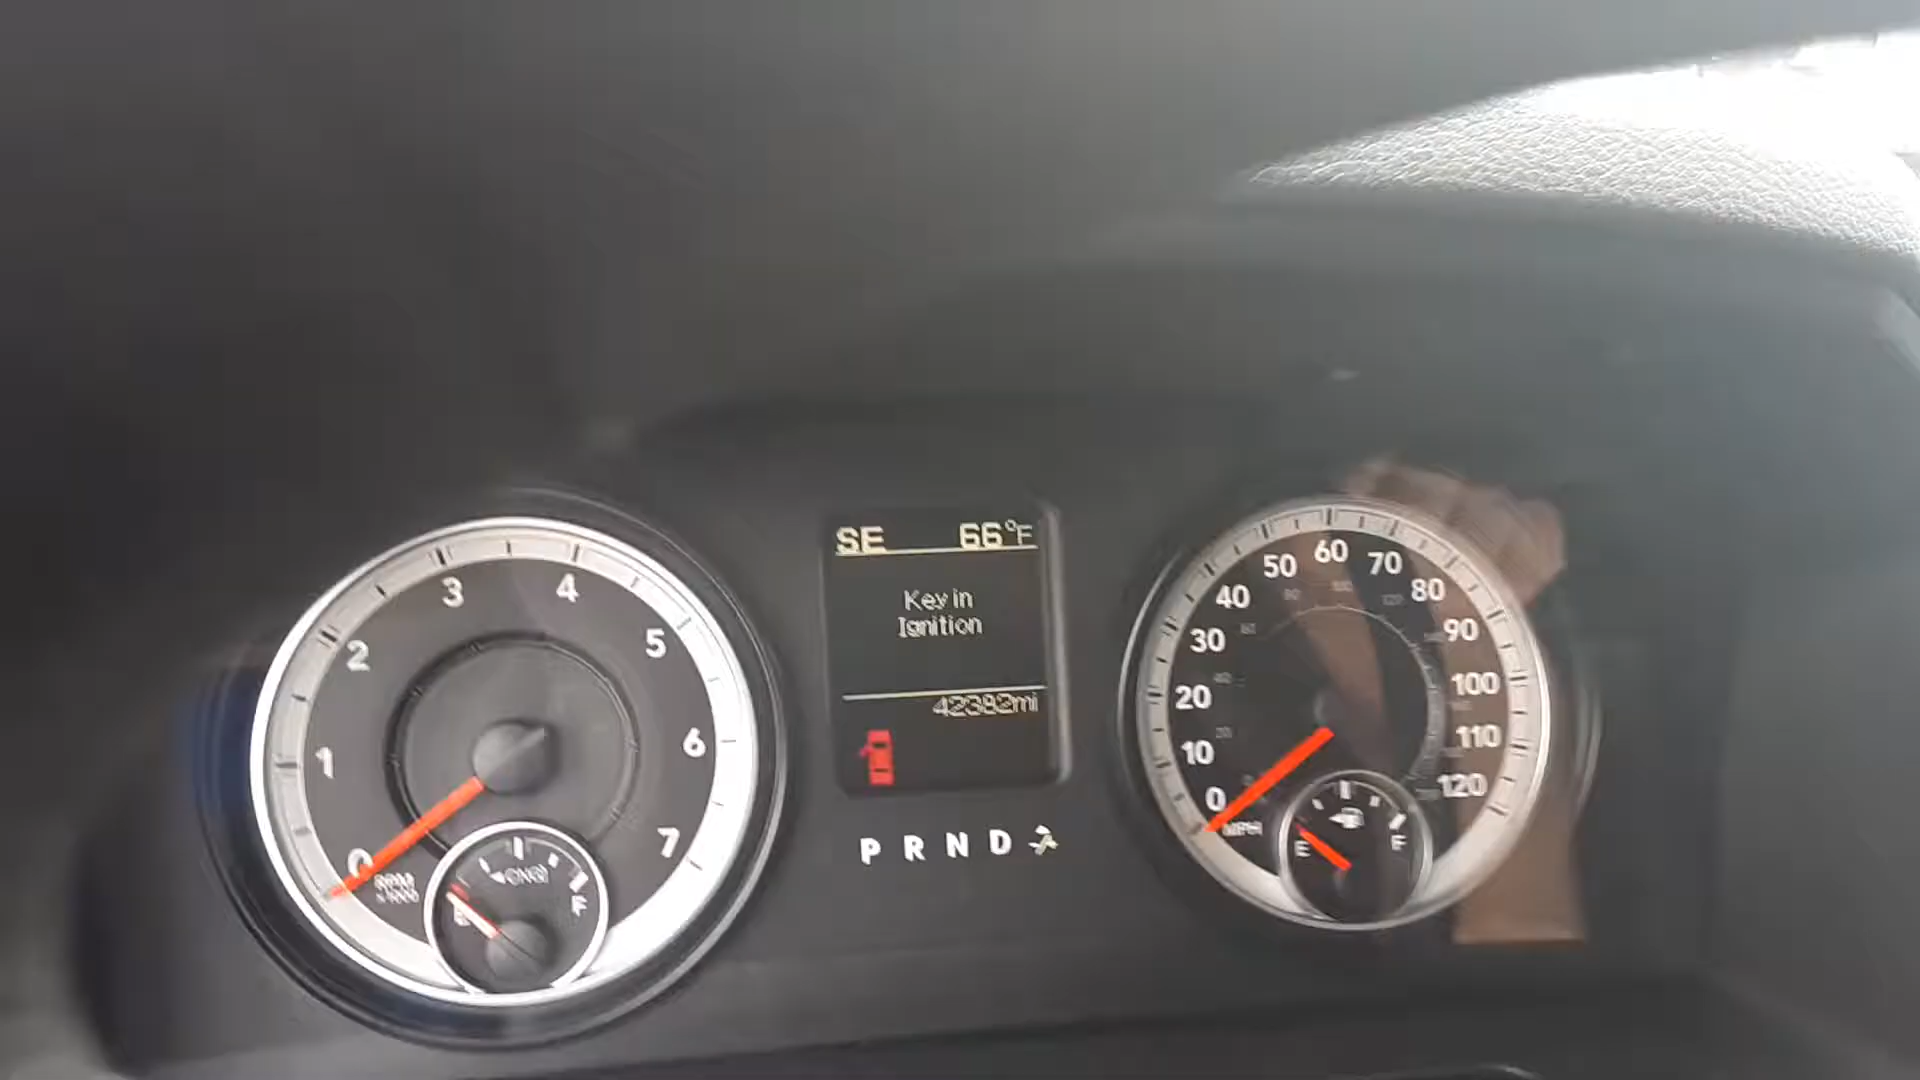 SE 66°F
Key in
Ignition
42382mi
P R N D
0 1 2 3 4 5 6 7
RPM
x1000
CNG
E F
0 10 20 30 40 50 60 70 80 90 100 110 120
MPH
E F